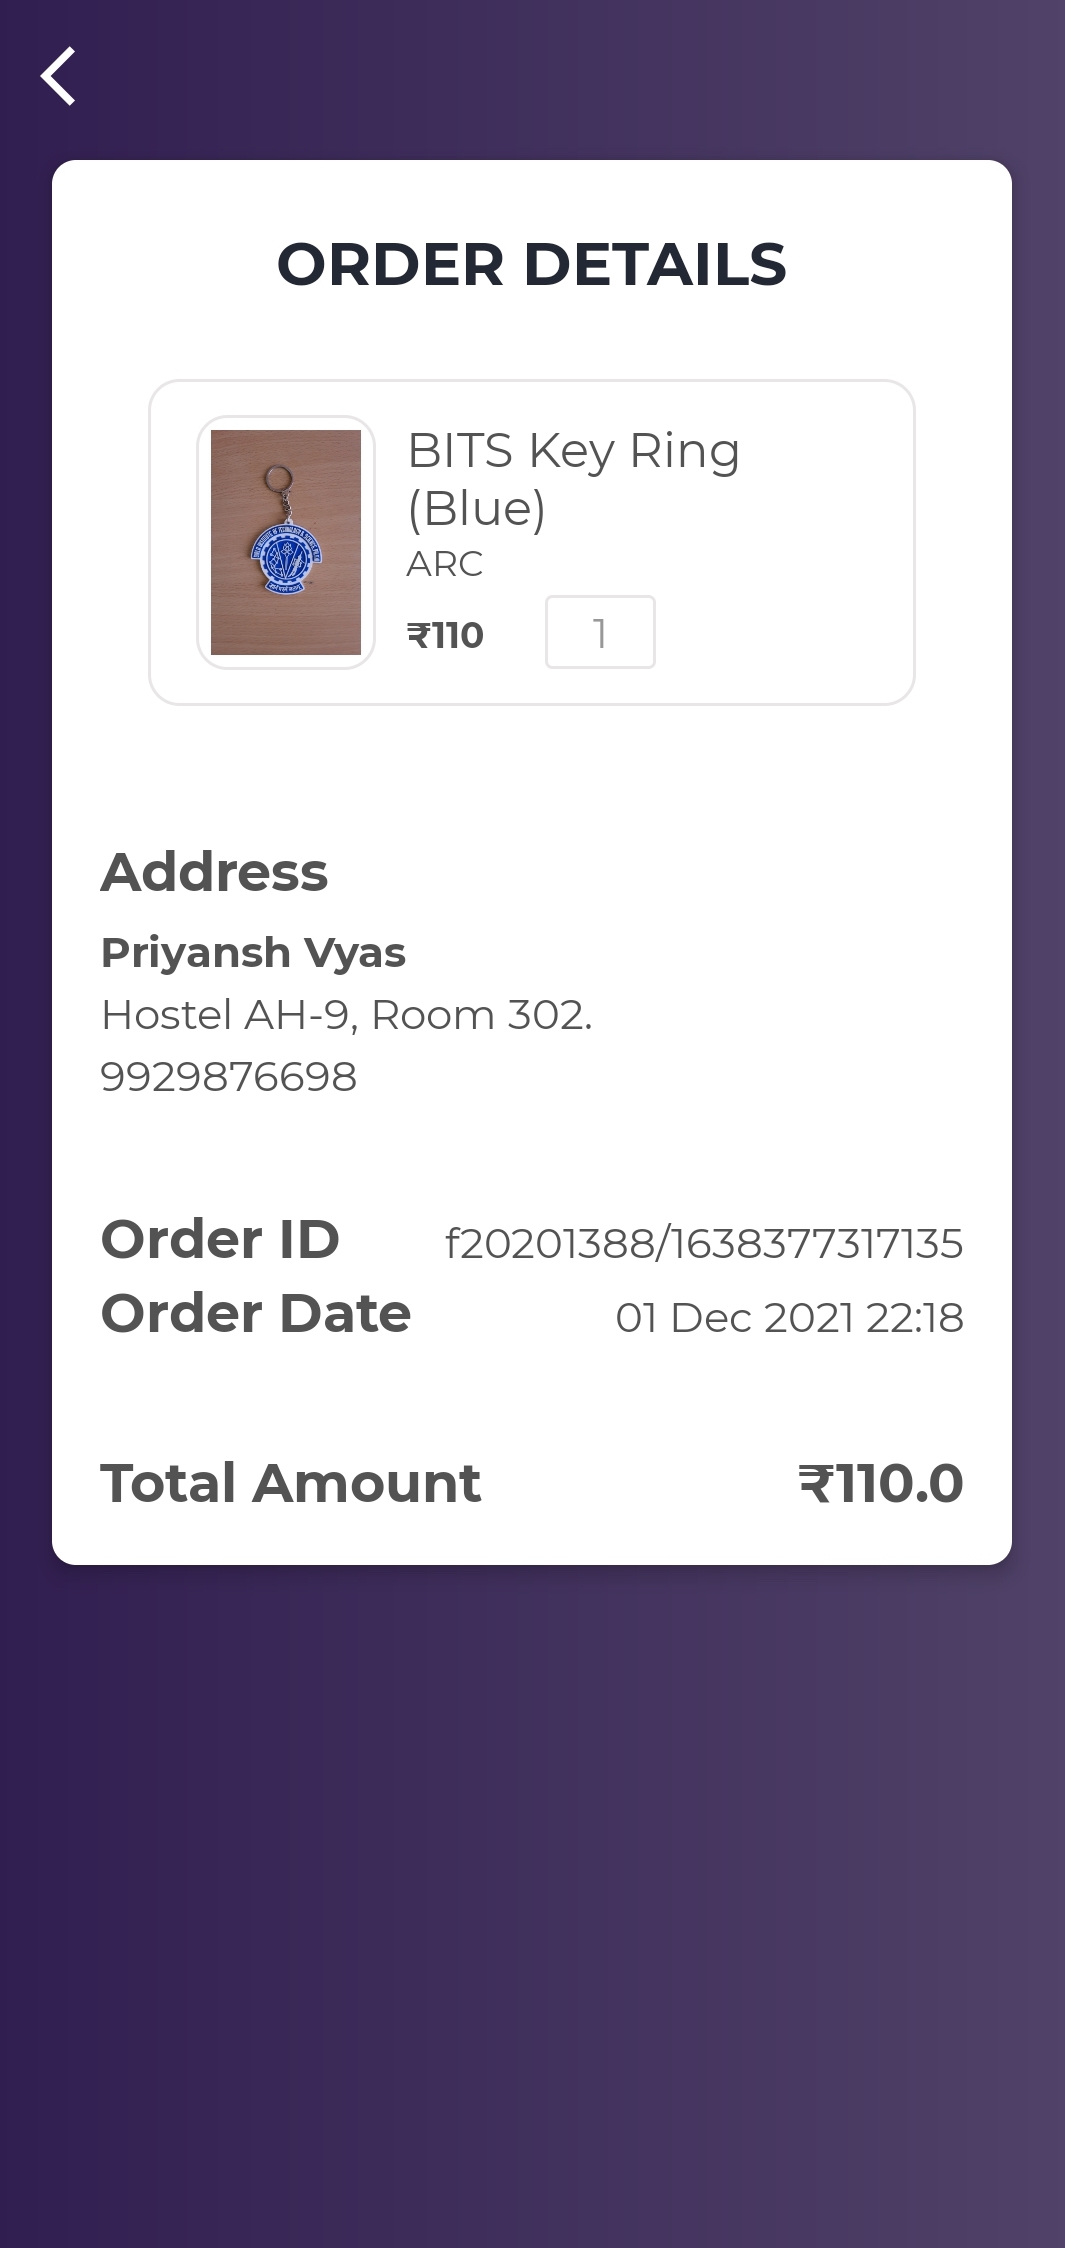 ORDER DETAILS
BITS Key Ring
(Blue)
ARC
₹110
1
Address
Priyansh Vyas
Hostel AH-9, Room 302.
9929876698
Order ID
f20201388/1638377317135
Order Date
01 Dec 2021 22:18
Total Amount
₹110.0